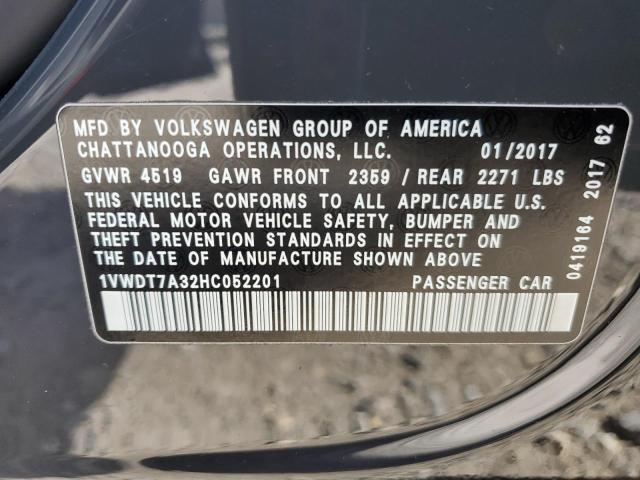 MFD BY VOLKSWAGEN GROUP OF AMERICA
CHATTANOOGA OPERATIONS, LLC. 01/2017
GVWR 4519 GAWR FRONT 2359 / REAR 2271 LBS
THIS VEHICLE CONFORMS TO ALL APPLICABLE U.S.
FEDERAL MOTOR VEHICLE SAFETY, BUMPER AND
THEFT PREVENTION STANDARDS IN EFFECT ON
THE DATE OF MANUFACTURE SHOWN ABOVE
1VWDT7A32HC052201 PASSENGER CAR
0419164 2017 62